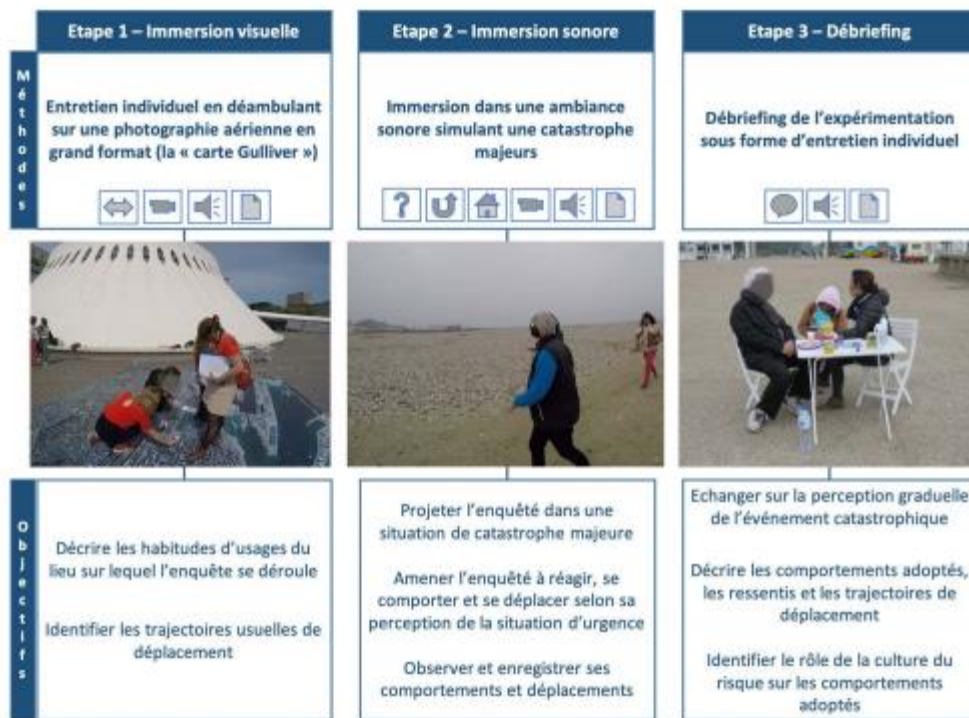 Etape 1 – Immersion visuelle
Etape 2 – Immersion sonore
Etape 3 – Débriefing
Méthodes
Entretien individuel en déambulant
sur une photographie aérienne en
grand format (la « carte Gulliver »)
Immersion dans une ambiance
sonore simulant une catastrophe
majeurs
Débriefing de l'expérimentation
sous forme d'entretien individuel
?
Objectifs
Décrire les habitudes d'usages du
lieu sur lequel l'enquête se déroule
Identifier les trajectoires usuelles de
déplacement
Projeter l'enquêté dans une
situation de catastrophe majeure
Amener l'enquêté à réagir, se
comporter et se déplacer selon sa
perception de la situation d'urgence
Observer et enregistrer ses
comportements et déplacements
Echanger sur la perception graduelle
de l'événement catastrophique
Décrire les comportements adoptés,
les ressentis et les trajectoires de
déplacement
Identifier le rôle de la culture du
risque sur les comportements
adoptés